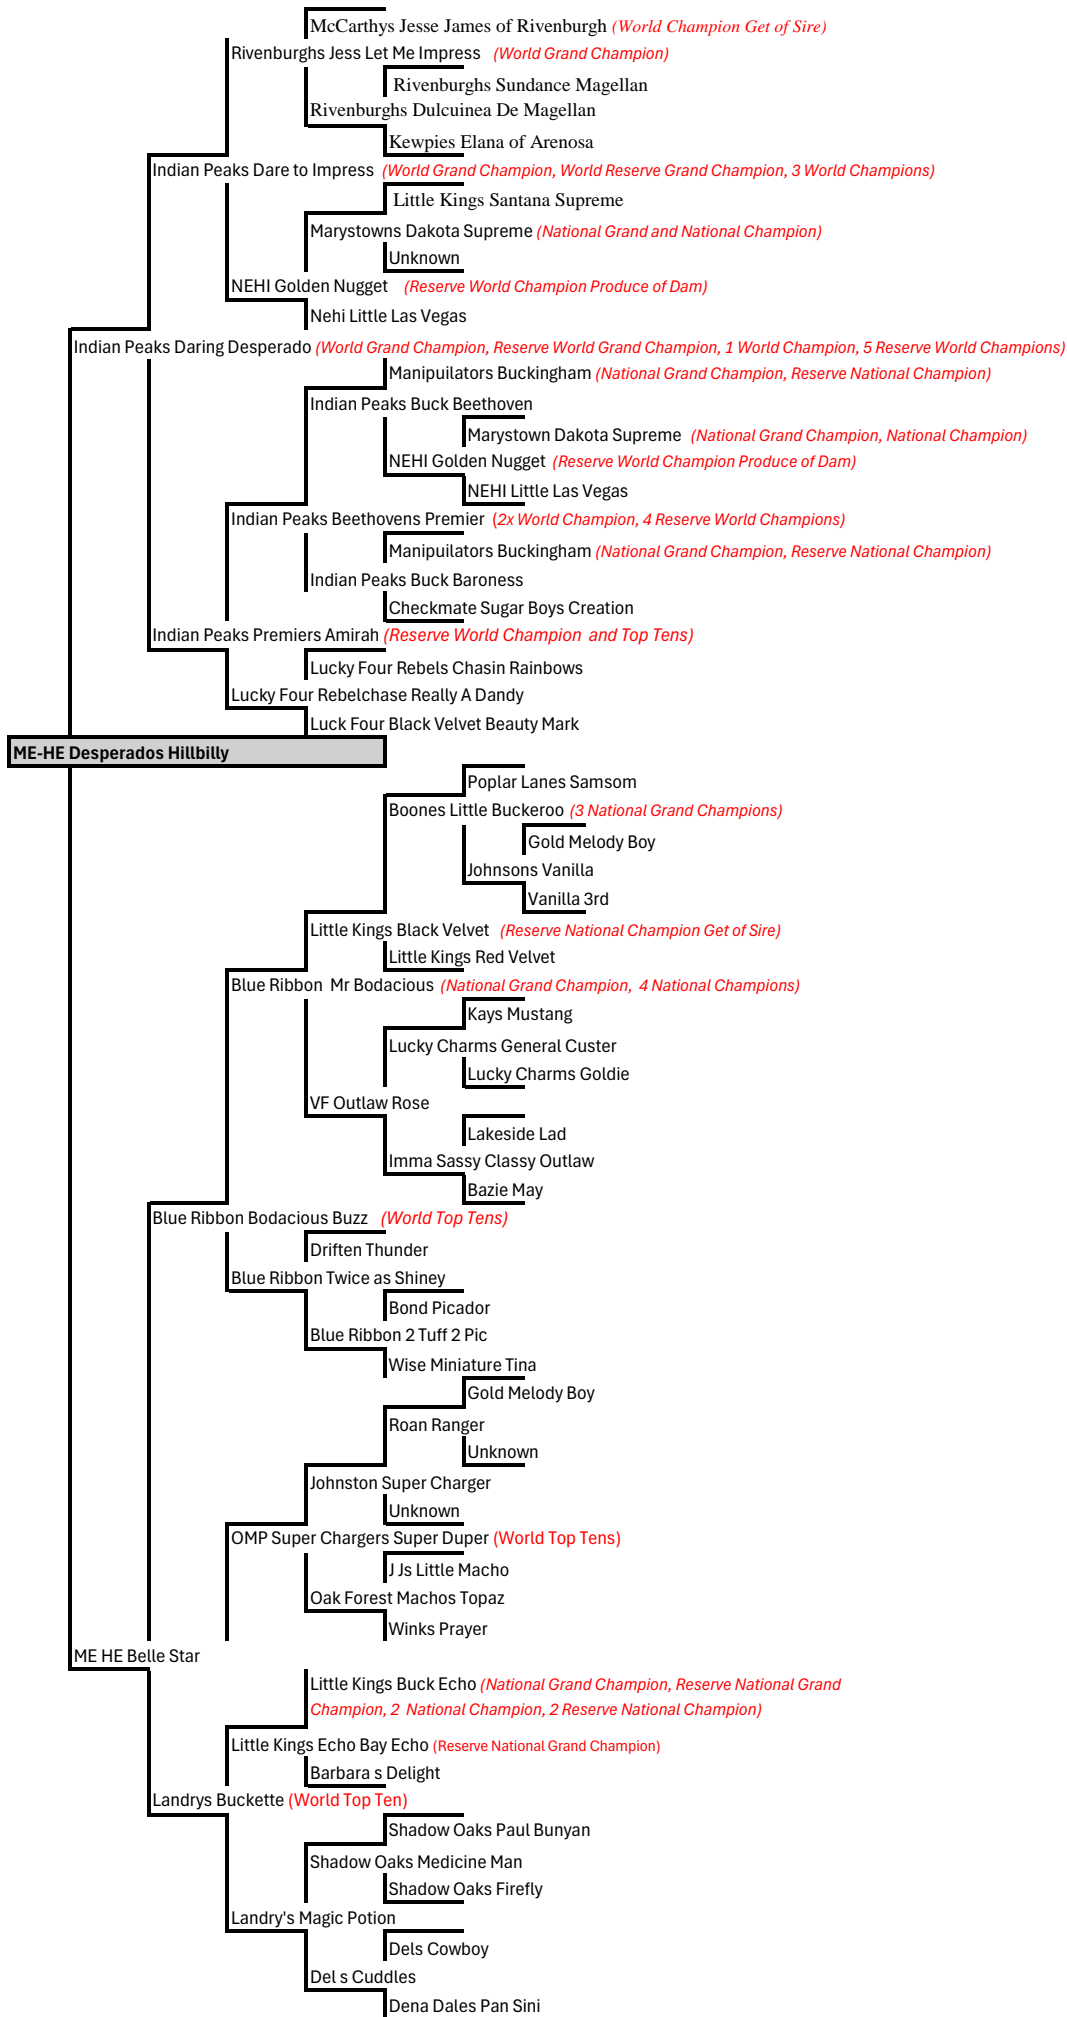 McCarthys Jesse James of Rivenburgh (World Champion Get of Sire)
Rivenburghs Jess Let Me Impress (World Grand Champion)
Rivenburghs Sundance Magellan
Rivenburghs Dulcuinea De Magellan
Kewpies Elana of Arenosa
Indian Peaks Dare to Impress (World Grand Champion, World Reserve Grand Champion, 3 World Champions)
Little Kings Santana Supreme
Marystowns Dakota Supreme (National Grand and National Champion)
Unknown
NEHI Golden Nugget (Reserve World Champion Produce of Dam)
Nehi Little Las Vegas
Indian Peaks Daring Desperado (World Grand Champion, Reserve World Grand Champion, 1 World Champion, 5 Reserve World Champions)
Manipuilators Buckingham (National Grand Champion, Reserve National Champion)
Indian Peaks Buck Beethoven
Marystown Dakota Supreme (National Grand Champion, National Champion)
NEHI Golden Nugget (Reserve World Champion Produce of Dam)
NEHI Little Las Vegas
Indian Peaks Beethovens Premier (2x World Champion, 4 Reserve World Champions)
Manipuilators Buckingham (National Grand Champion, Reserve National Champion)
Indian Peaks Buck Baroness
Checkmate Sugar Boys Creation
Indian Peaks Premiers Amirah (Reserve World Champion and Top Tens)
Lucky Four Rebels Chasin Rainbows
Lucky Four Rebelchase Really A Dandy
Luck Four Black Velvet Beauty Mark
ME-HE Desperados Hillbilly
Poplar Lanes Samsom
Boones Little Buckeroo (3 National Grand Champions)
Gold Melody Boy
Johnsons Vanilla
Vanilla 3rd
Little Kings Black Velvet (Reserve National Champion Get of Sire)
Little Kings Red Velvet
Blue Ribbon Mr Bodacious (National Grand Champion, 4 National Champions)
Kays Mustang
Lucky Charms General Custer
Lucky Charms Goldie
VF Outlaw Rose
Lakeside Lad
Imma Sassy Classy Outlaw
Bazie May
Blue Ribbon Bodacious Buzz (World Top Tens)
Driften Thunder
Blue Ribbon Twice as Shiney
Bond Picador
Blue Ribbon 2 Tuff 2 Pic
Wise Miniature Tina
Gold Melody Boy
Roan Ranger
Unknown
Johnston Super Charger
Unknown
OMP Super Chargers Super Duper (World Top Tens)
J Js Little Macho
Oak Forest Machos Topaz
Winks Prayer
ME HE Belle Star
Little Kings Buck Echo (National Grand Champion, Reserve National Grand
Champion, 2 National Champion, 2 Reserve National Champion)
Little Kings Echo Bay Echo (Reserve National Grand Champion)
Barbara s Delight
Landrys Buckette (World Top Ten)
Shadow Oaks Paul Bunyan
Shadow Oaks Medicine Man
Shadow Oaks Firefly
Landry's Magic Potion
Dels Cowboy
Del s Cuddles
Dena Dales Pan Sini